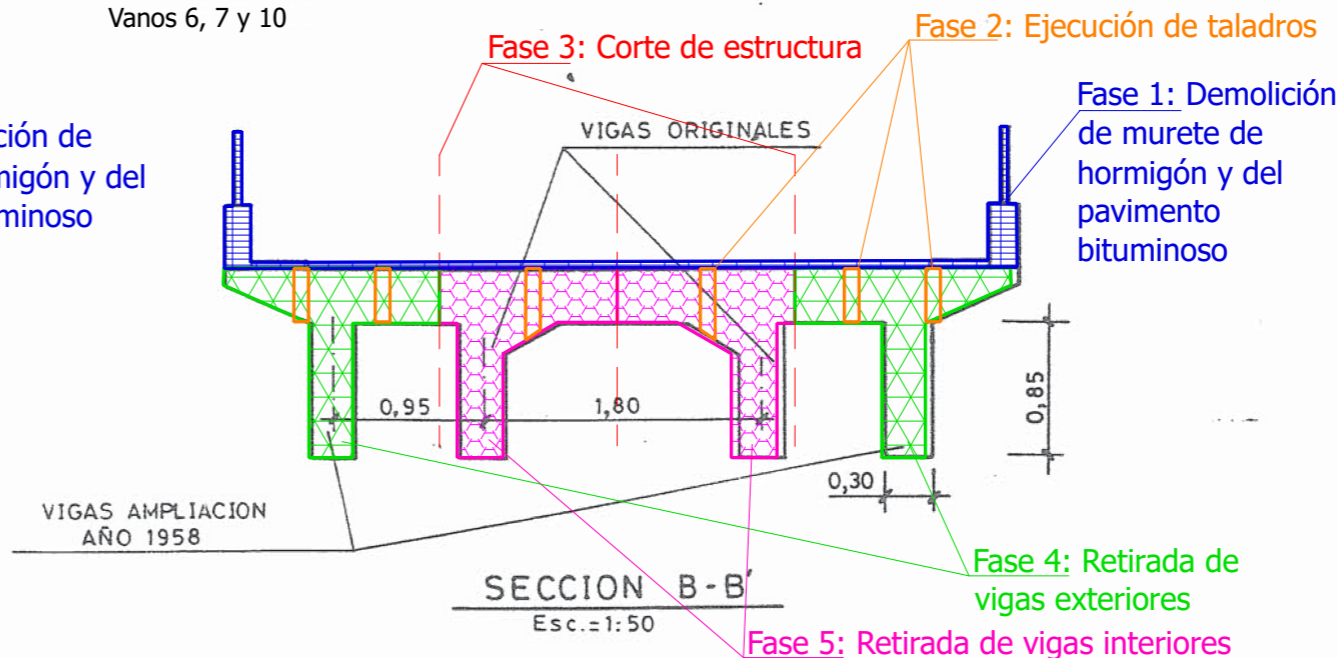 Vanos 6, 7 y 10
Fase 3: Corte de estructura
Fase 2: Ejecución de taladros
Fase 1: Demolición
de murete de
hormigón y del
pavimento
bituminoso
ción de
migón y del
uminoso
VIGAS ORIGINALES
0,95
1,80
0,85
0,30
VIGAS AMPLIACION
AÑO 1958
SECCION B-B'
Esc.=1:50
Fase 4: Retirada de
vigas exteriores
Fase 5: Retirada de vigas interiores